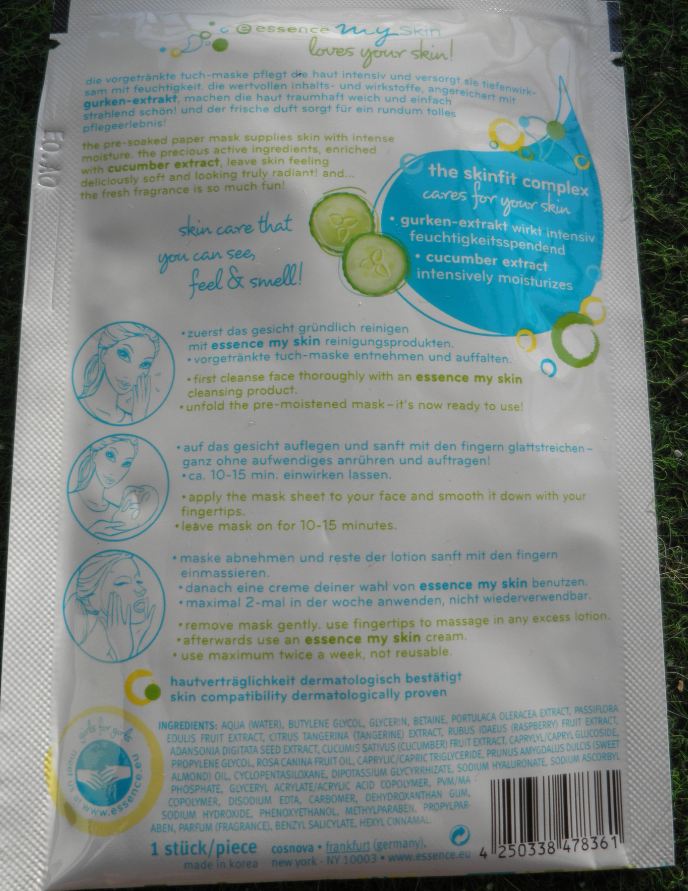 essence my skin
loves your skin!
die vorgetränkte tuch-maske pflegt die haut intensiv und versorgt sie tiefenwirk-
sam mit feuchtigkeit. die wertvollen inhalts- und wirkstoffe, angereichert mit
gurken-extrakt, machen die haut traumhaft weich und einfach
strahlend schön! und der frische duft sorgt für ein rundum tolles
pflegeerlebnis!
the pre-soaked paper mask supplies skin with intense
moisture. the precious active ingredients, enriched
with cucumber extract, leave skin feeling
deliciously soft and looking truly radiant! and...
the fresh fragrance is so much fun!
the skinfit complex
cares for your skin
• gurken-extrakt wirkt intensiv
feuchtigkeitsspendend
• cucumber extract
intensively moisturizes
skin care that
you can see,
feel & smell!
• zuerst das gesicht gründlich reinigen
mit essence my skin reinigungsprodukten.
• vorgetränkte tuch-maske entnehmen und auffalten.
• first cleanse face thoroughly with an essence my skin
cleansing product.
• unfold the pre-moistened mask – it's now ready to use!
• auf das gesicht auflegen und sanft mit den fingern glattstreichen –
ganz ohne aufwendiges anrühren und auftragen!
• ca. 10-15 min. einwirken lassen.
• apply the mask sheet to your face and smooth it down with your
fingertips.
• leave mask on for 10-15 minutes.
• maske abnehmen und reste der lotion sanft mit den fingern
einmassieren.
• danach eine creme deiner wahl von essence my skin benutzen.
• maximal 2-mal in der woche anwenden, nicht wiederverwendbar.
• remove mask gently. use fingertips to massage in any excess lotion.
• afterwards use an essence my skin cream.
• use maximum twice a week, not reusable.
hautverträglichkeit dermatologisch bestätigt
skin compatibility dermatologically proven
girls for girls
www.essence.eu
INGREDIENTS: AQUA (WATER), BUTYLENE GLYCOL, GLYCERIN, BETAINE, PORTULACA OLERACEA EXTRACT, PASSIFLORA
EDULIS FRUIT EXTRACT, CITRUS TANGERINA (TANGERINE) EXTRACT, RUBUS IDAEUS (RASPBERRY) FRUIT EXTRACT,
ADANSONIA DIGITATA SEED EXTRACT, CUCUMIS SATIVUS (CUCUMBER) FRUIT EXTRACT, CAPRYLYL/CAPRYL GLUCOSIDE,
PROPYLENE GLYCOL, ROSA CANINA FRUIT OIL, CAPRYLIC/CAPRIC TRIGLYCERIDE, PRUNUS AMYGDALUS DULCIS (SWEET
ALMOND) OIL, CYCLOPENTASILOXANE, DIPOTASSIUM GLYCYRRHIZATE, SODIUM HYALURONATE, SODIUM ASCORBYL
PHOSPHATE, GLYCERYL ACRYLATE/ACRYLIC ACID COPOLYMER, PVM/MA
COPOLYMER, DISODIUM EDTA, CARBOMER, DEHYDROXANTHAN GUM,
SODIUM HYDROXIDE, PHENOXYETHANOL, METHYLPARABEN, PROPYLPAR-
ABEN, PARFUM (FRAGRANCE), BENZYL SALICYLATE, HEXYL CINNAMAL.
1 stück/piece cosnova • frankfurt (germany),
made in korea new york - NY 10003 • www.essence.eu
4 250338 478361